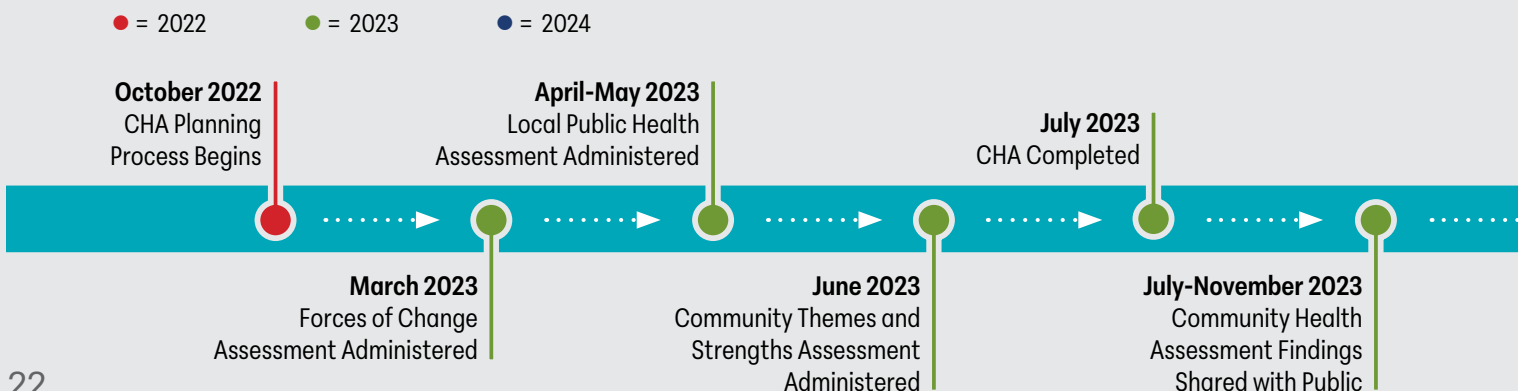 = 2022
= 2023
= 2024
October 2022
CHA Planning
Process Begins
April-May 2023
Local Public Health
Assessment Administered
July 2023
CHA Completed
March 2023
Forces of Change
Assessment Administered
June 2023
Community Themes and
Strengths Assessment
Administered
July-November 2023
Community Health
Assessment Findings
Shared with Public
22